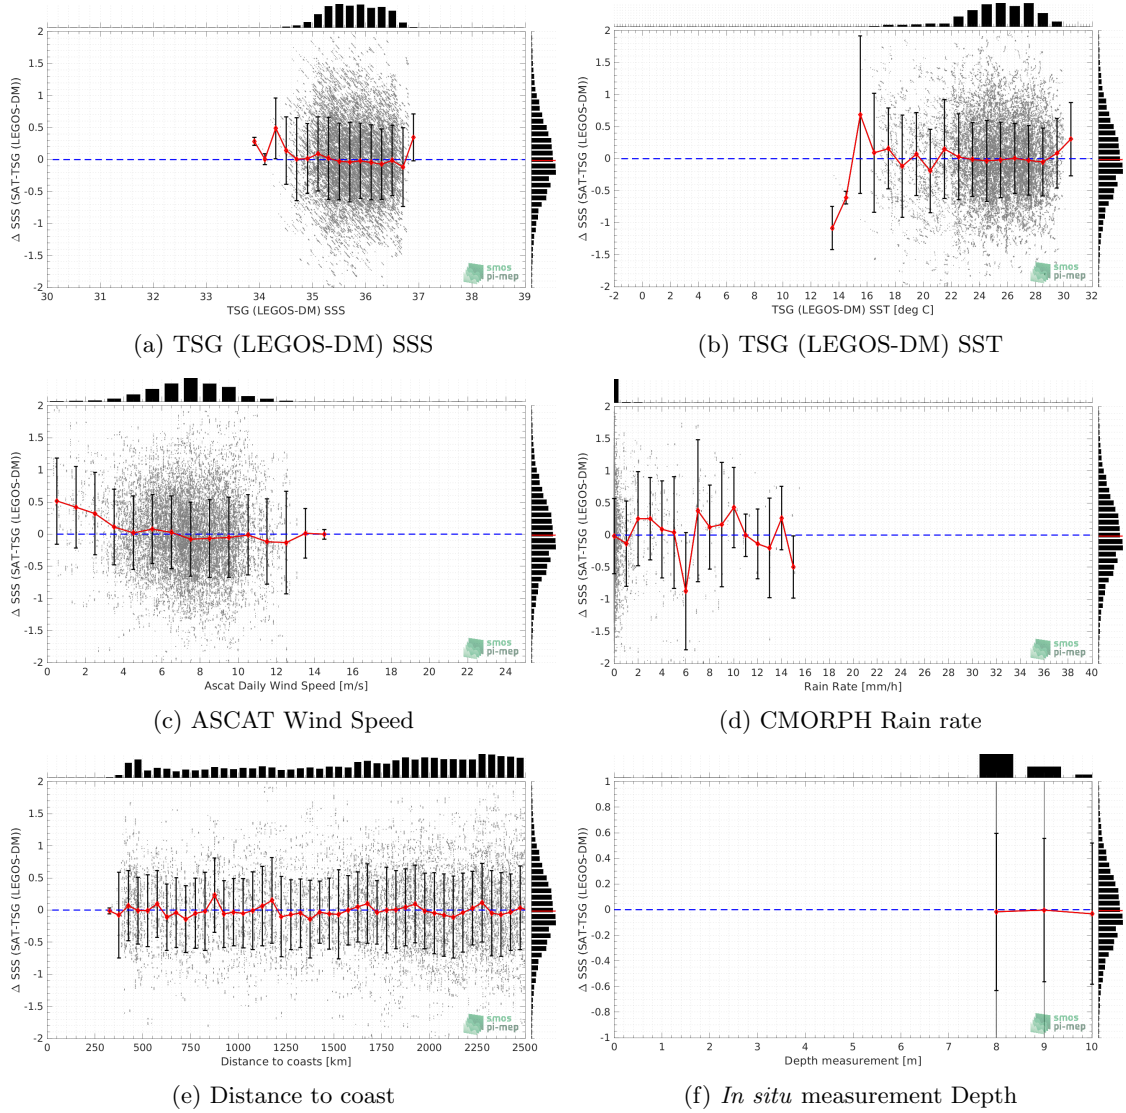 2
1.5
1
0.5
0
-0.5
-1
-1.5
-2
Δ SSS (SAT-TSG (LEGOS-DM))
30 31 32 33 34 35 36 37 38 39
TSG (LEGOS-DM) SSS
smos
pi-mep
(a) TSG (LEGOS-DM) SSS
2
1.5
1
0.5
0
-0.5
-1
-1.5
-2
Δ SSS (SAT-TSG (LEGOS-DM))
-2 0 2 4 6 8 10 12 14 16 18 20 22 24 26 28 30 32
TSG (LEGOS-DM) SST [deg C]
smos
pi-mep
(b) TSG (LEGOS-DM) SST
2
1.5
1
0.5
0
-0.5
-1
-1.5
-2
Δ SSS (SAT-TSG (LEGOS-DM))
0 2 4 6 8 10 12 14 16 18 20 22 24
Ascat Daily Wind Speed [m/s]
smos
pi-mep
(c) ASCAT Wind Speed
2
1.5
1
0.5
0
-0.5
-1
-1.5
-2
Δ SSS (SAT-TSG (LEGOS-DM))
0 2 4 6 8 10 12 14 16 18 20 22 24 26 28 30 32 34 36 38 40
Rain Rate [mm/h]
smos
pi-mep
(d) CMORPH Rain rate
2
1.5
1
0.5
0
-0.5
-1
-1.5
-2
Δ SSS (SAT-TSG (LEGOS-DM))
0 250 500 750 1000 1250 1500 1750 2000 2250 2500
Distance to coasts [km]
smos
pi-mep
(e) Distance to coast
1
0.8
0.6
0.4
0.2
0
-0.2
-0.4
-0.6
-0.8
-1
Δ SSS (SAT-TSG (LEGOS-DM))
0 1 2 3 4 5 6 7 8 9 10
Depth measurement [m]
smos
pi-mep
(f) In situ measurement Depth